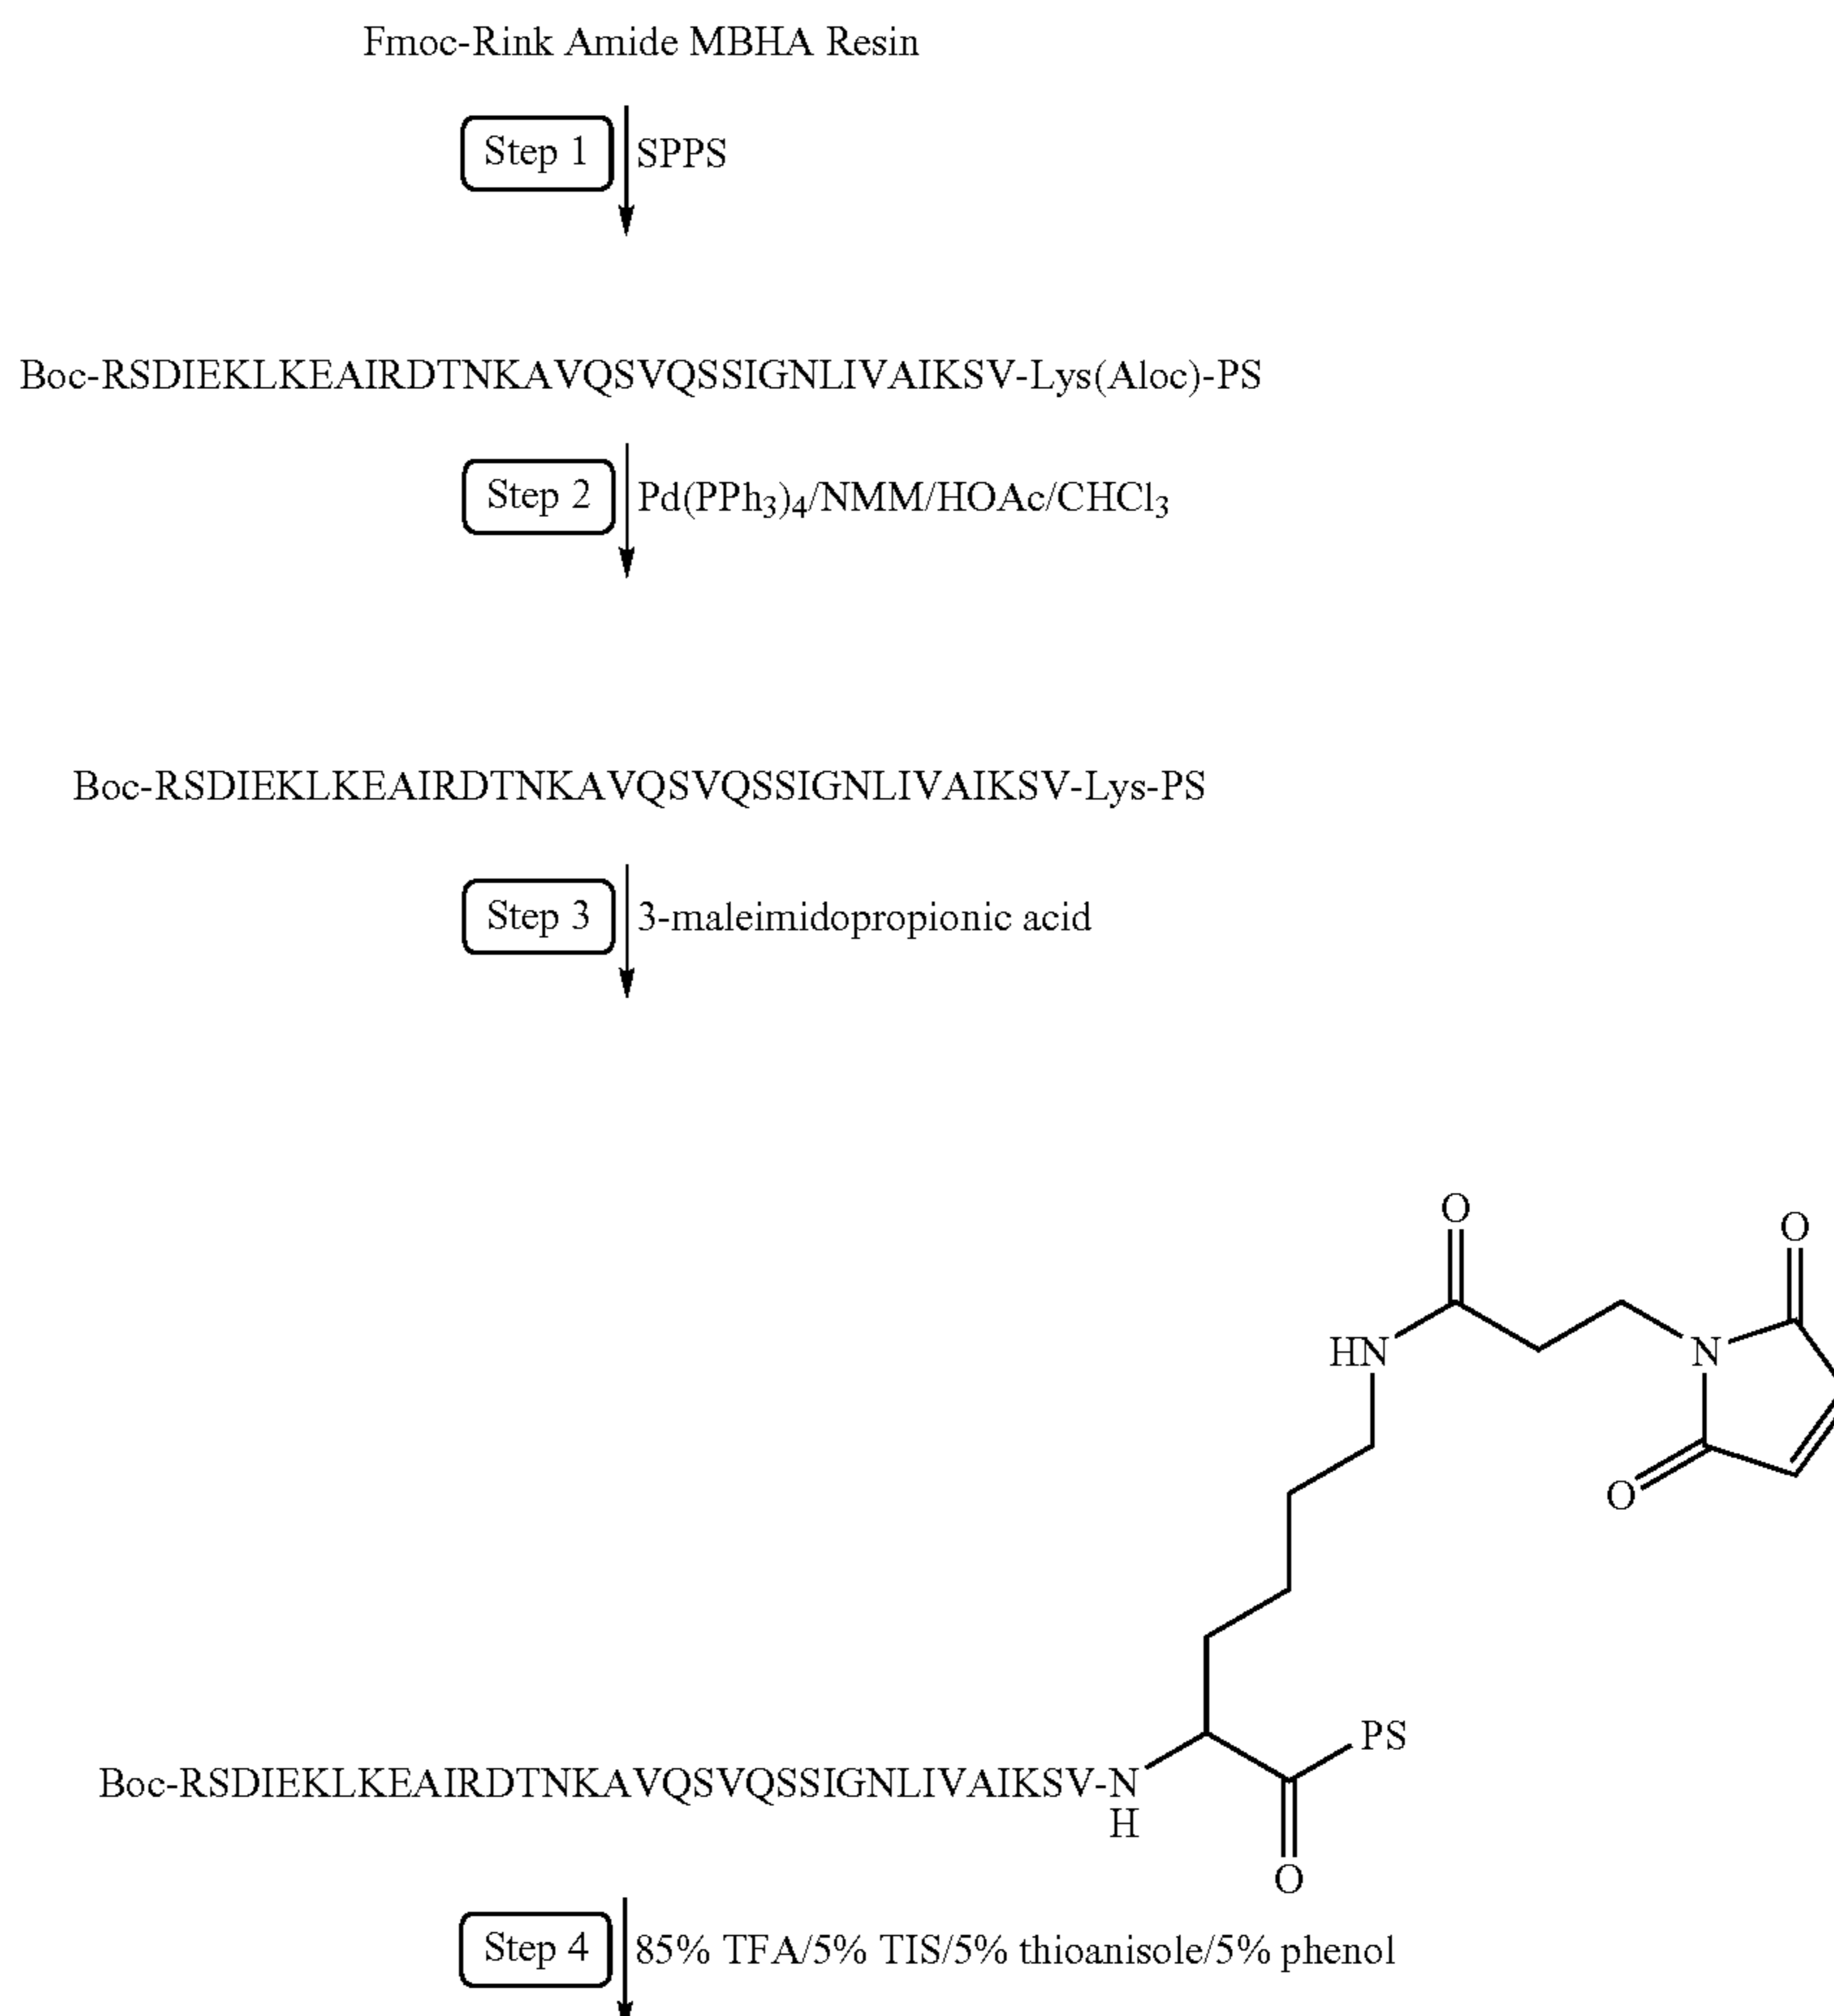 Fmoc-Rink Amide MBHA Resin
Step 1 SPPS
Boc-RSDIEKLKEAIRDTNKAVQSVQSSIGNLIVAIKSV-Lys(Aloc)-PS
Step 2 Pd(PPh3)4/NMM/HOAc/CHCl3
Boc-RSDIEKLKEAIRDTNKAVQSVQSSIGNLIVAIKSV-Lys-PS
Step 3 3-maleimidopropionic acid
O
O
HN
N
O
PS
Boc-RSDIEKLKEAIRDTNKAVQSVQSSIGNLIVAIKSV-N
H
O
Step 4 85% TFA/5% TIS/5% thioanisole/5% phenol